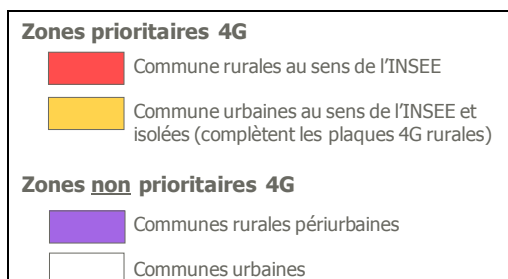 Zones prioritaires 4G
Commune rurales au sens de l'INSEE
Commune urbaines au sens de l'INSEE et
isolées (complètent les plaques 4G rurales)
Zones non prioritaires 4G
Communes rurales périurbaines
Communes urbaines